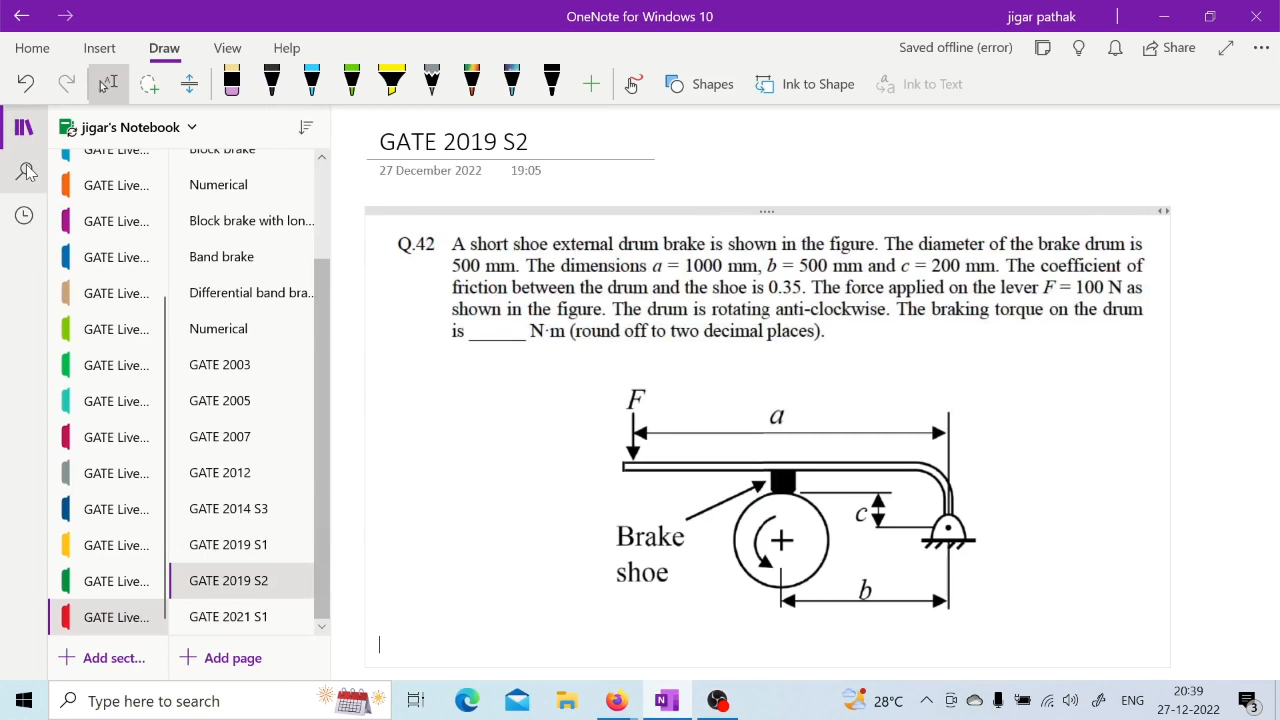 OneNote for Windows 10
jigar pathak
Home Insert Draw View Help
Saved offline (error)
Share
Shapes
Ink to Shape
Ink to Text
jigar's Notebook
GATE Live...
GATE Live...
GATE Live...
GATE Live...
GATE Live...
GATE Live...
GATE Live...
GATE Live...
GATE Live...
GATE Live...
GATE Live...
GATE Live...
GATE Live...
GATE Live...
Add sect...
Block brake
Numerical
Block brake with lon...
Band brake
Differential band bra...
Numerical
GATE 2003
GATE 2005
GATE 2007
GATE 2012
GATE 2014 S3
GATE 2019 S1
GATE 2019 S2
GATE 2021 S1
Add page
GATE 2019 S2
27 December 2022 19:05
Q.42 A short shoe external drum brake is shown in the figure. The diameter of the brake drum is
500 mm. The dimensions a = 1000 mm, b = 500 mm and c = 200 mm. The coefficient of
friction between the drum and the shoe is 0.35. The force applied on the lever F = 100 N as
shown in the figure. The drum is rotating anti-clockwise. The braking torque on the drum
is ______ N·m (round off to two decimal places).
F
a
c
Brake
shoe
b
Type here to search
28°C
ENG
20:39
27-12-2022
3